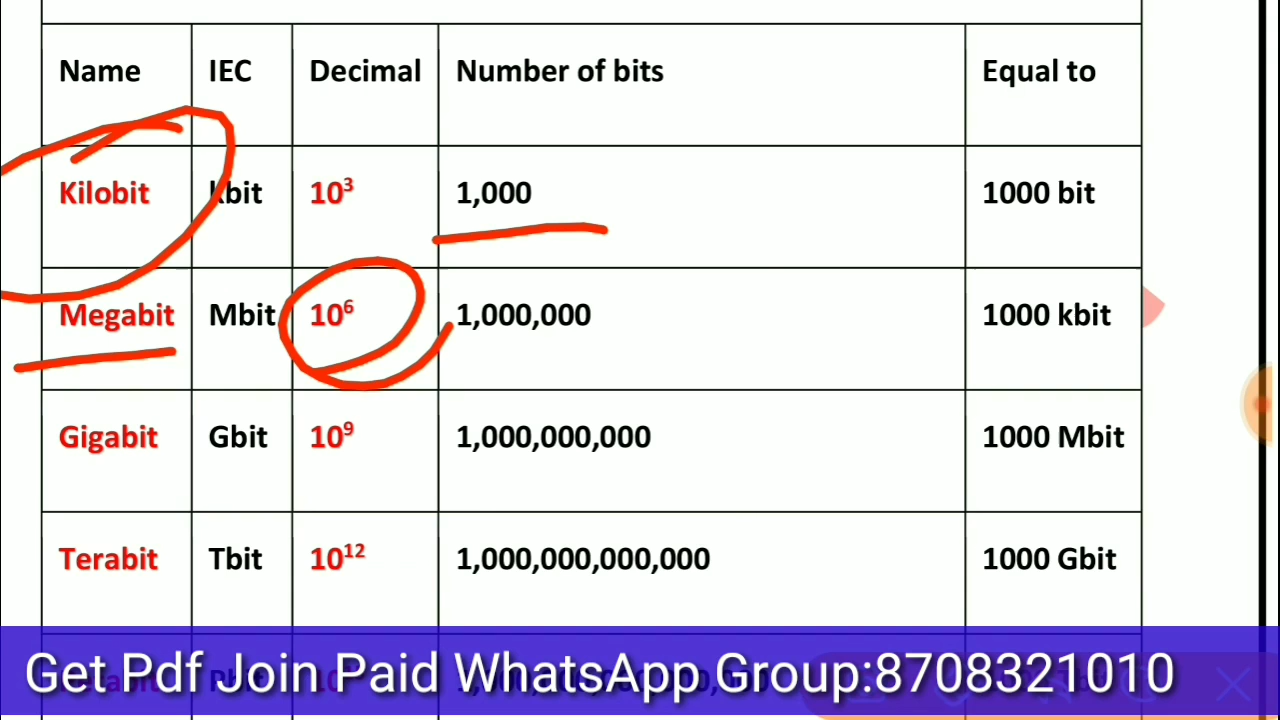 Name IEC Decimal Number of bits Equal to
Kilobit kbit 10³ 1,000 1000 bit
Megabit Mbit 10⁶ 1,000,000 1000 kbit
Gigabit Gbit 10⁹ 1,000,000,000 1000 Mbit
Terabit Tbit 10¹² 1,000,000,000,000 1000 Gbit
Get Pdf Join Paid WhatsApp Group:8708321010